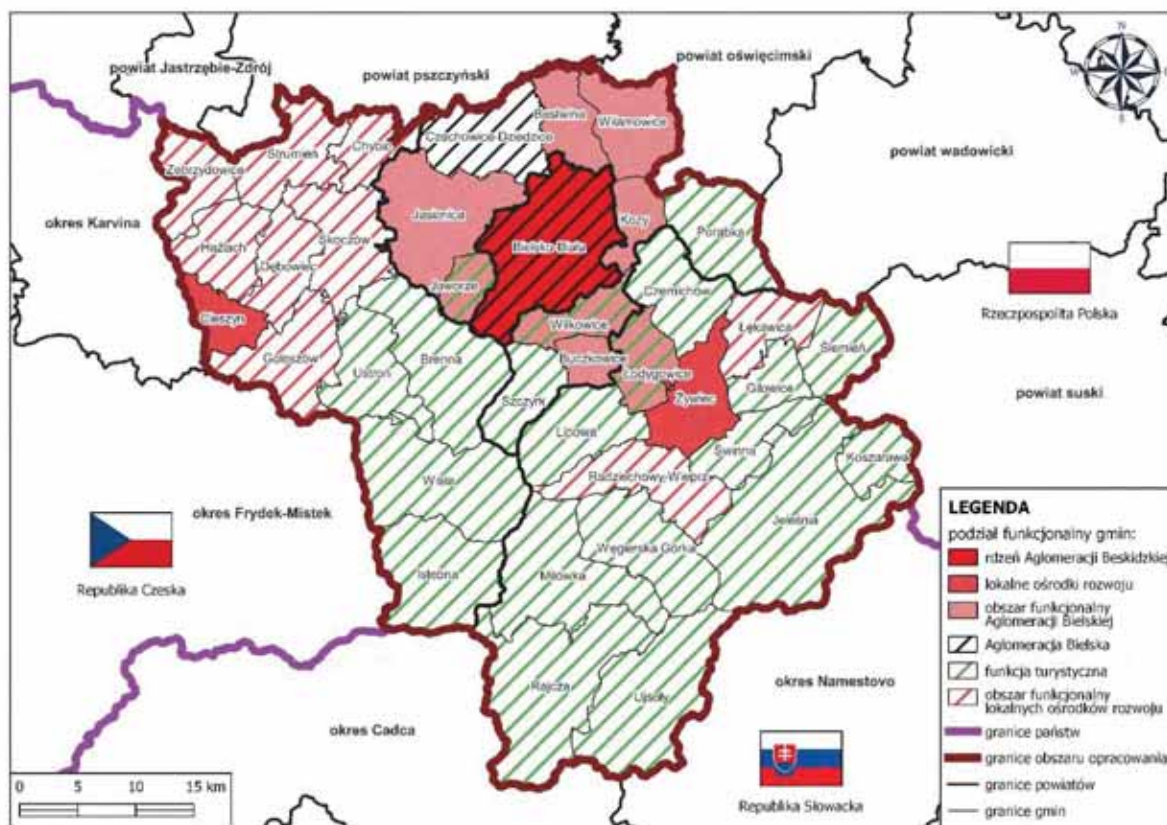 powiat Jastrzębie-Zdrój
powiat pszczyński
powiat oświęcimski
N
W
powiat wadowicki
okres Karvina
Zebrzydowice
Strumień
Chybie
Czechowice-Dziedzice
Bestwina
Wilamowice
Hażlach
Dębowiec
Skoczów
Jasienica
Bielsko-Biała
Kozy
Porąbka
Jaworze
Cieszyn
Goleszów
Ustroń
Brenna
Wilkowice
Buczkowice
Szczyrk
Czernichów
Łodygowice
Żywiec
Łękawica
Ślemień
Gilowice
Rzeczpospolita Polska
powiat suski
Lipowa
Radziechowy-Wieprz
Świnna
Koszarawa
Jeleśnia
Wisła
Istebna
Węgierska Górka
Milówka
Rajcza
Ujsoły
okres Frydek-Mistek
Republika Czeska
okres Cadca
okres Namestovo
Republika Słowacka
0 5 10 15 km
LEGENDA
podział funkcjonalny gmin:
rdzeń Aglomeracji Beskidzkiej
lokalne ośrodki rozwoju
obszar funkcjonalny
Aglomeracji Bielskiej
Aglomeracja Bielska
funkcja turystyczna
obszar funkcjonalny
lokalnych ośrodków rozwoju
granice państw
granice obszaru opracowania
granice powiatów
granice gmin